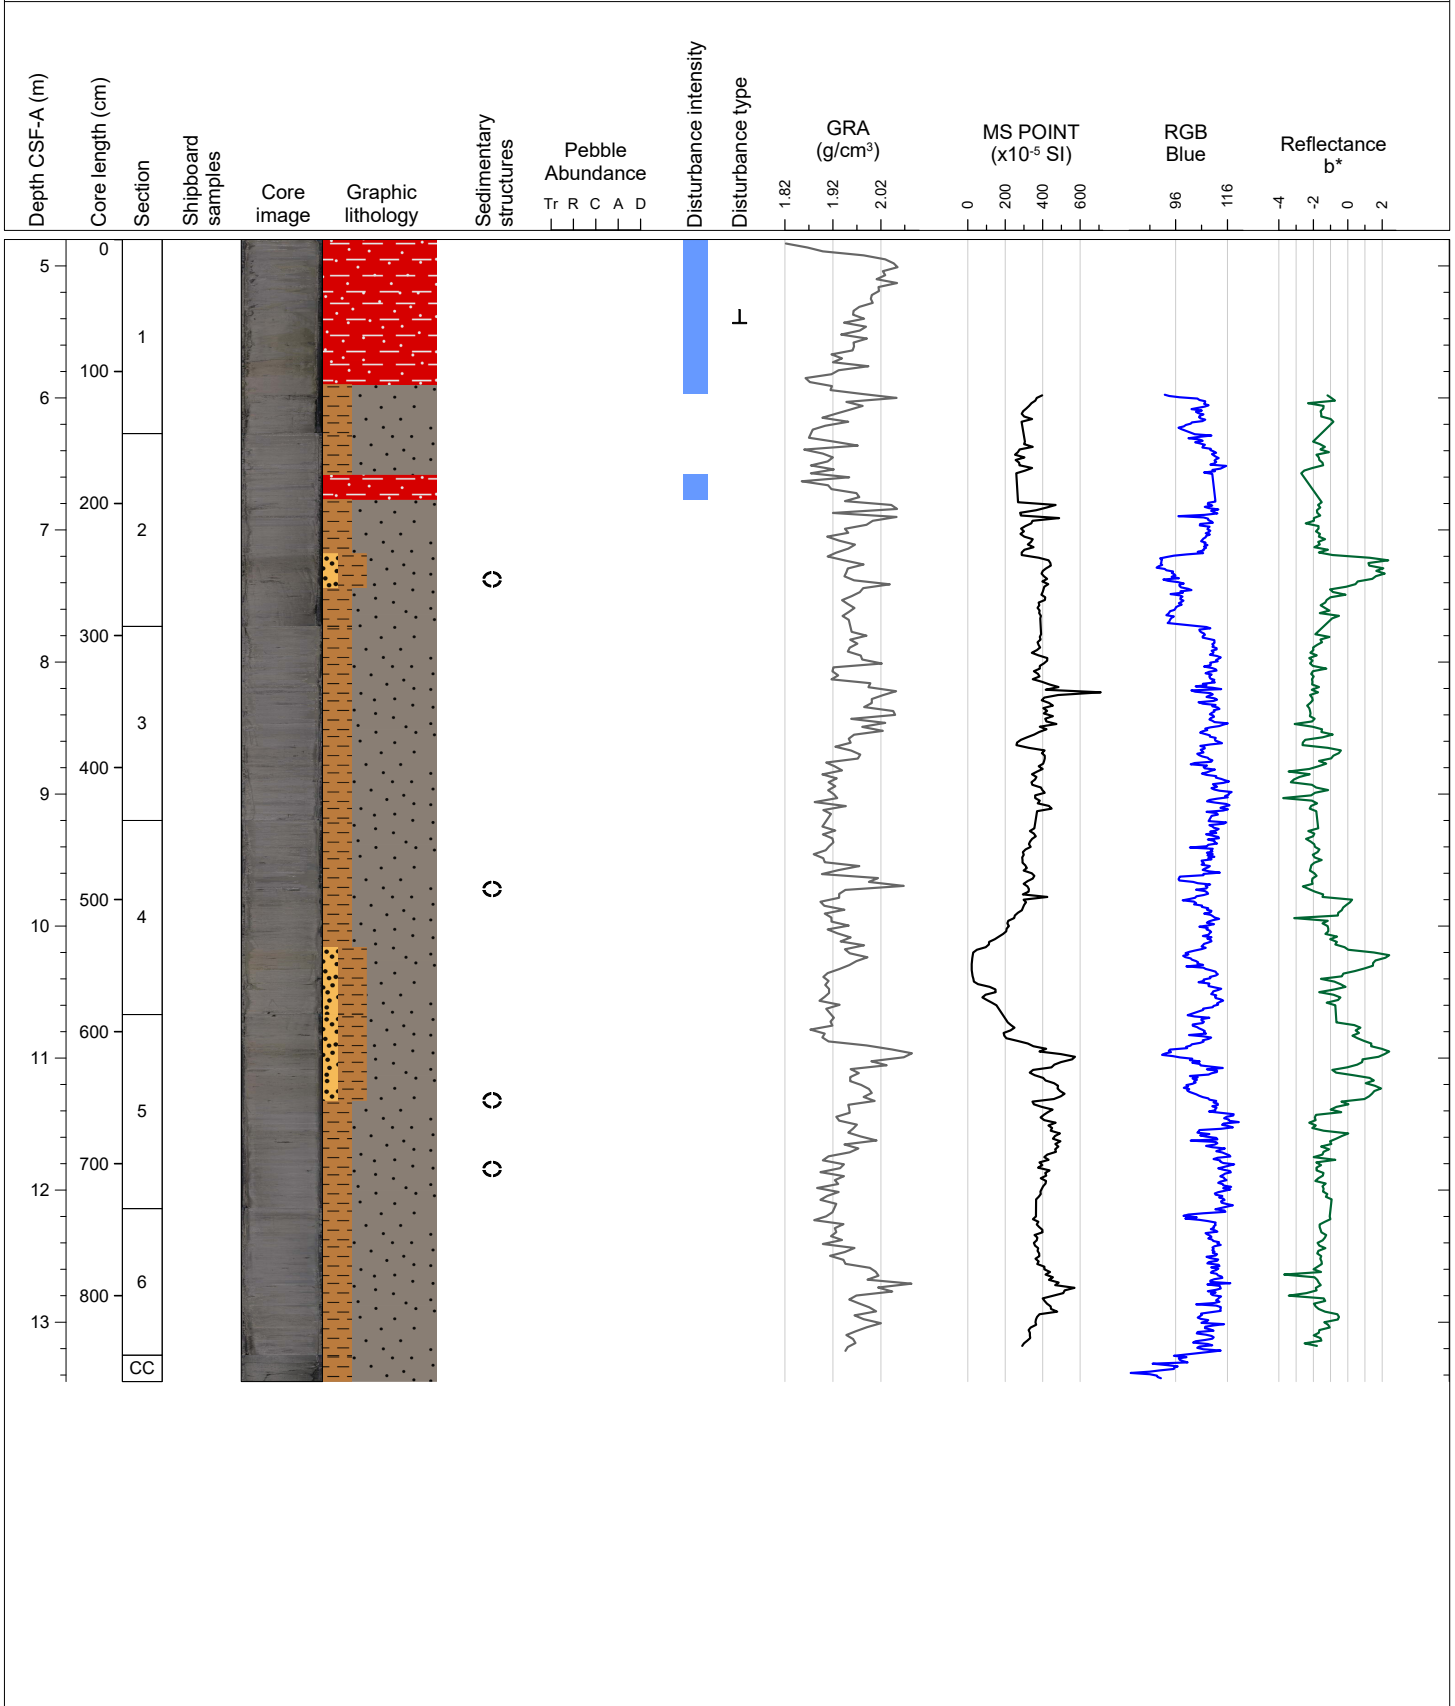 Depth CSF-A (m)
Core length (cm)
Section
Shipboard
samples
Core
image
Graphic
lithology
Sedimentary
structures
Pebble
Abundance
Tr R C A D
Disturbance intensity
Disturbance type
GRA
(g/cm³)
1.82 1.92 2.02
MS POINT
(x10⁻⁵ SI)
0 200 400 600
RGB
Blue
96 116
Reflectance
b*
-4 -2 0 2
0
5
1
100
6
200
7
2
300
8
3
400
9
500
4
10
600
11
5
700
12
6
800
13
CC